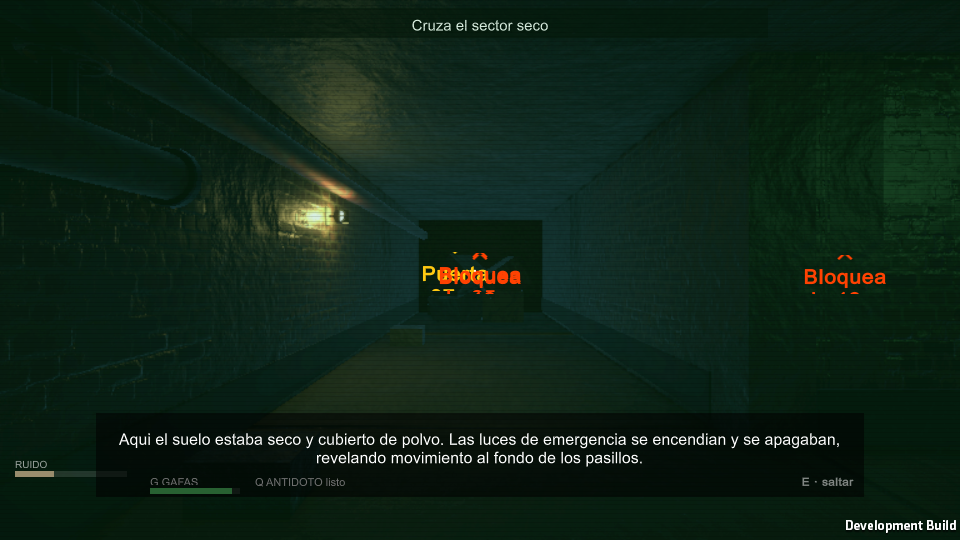 Cruza el sector seco
Puerta
Bloquea
Bloquea
Aqui el suelo estaba seco y cubierto de polvo. Las luces de emergencia se encendian y se apagaban,
revelando movimiento al fondo de los pasillos.
RUIDO
G GAFAS
Q ANTIDOTO listo
E · saltar
Development Build